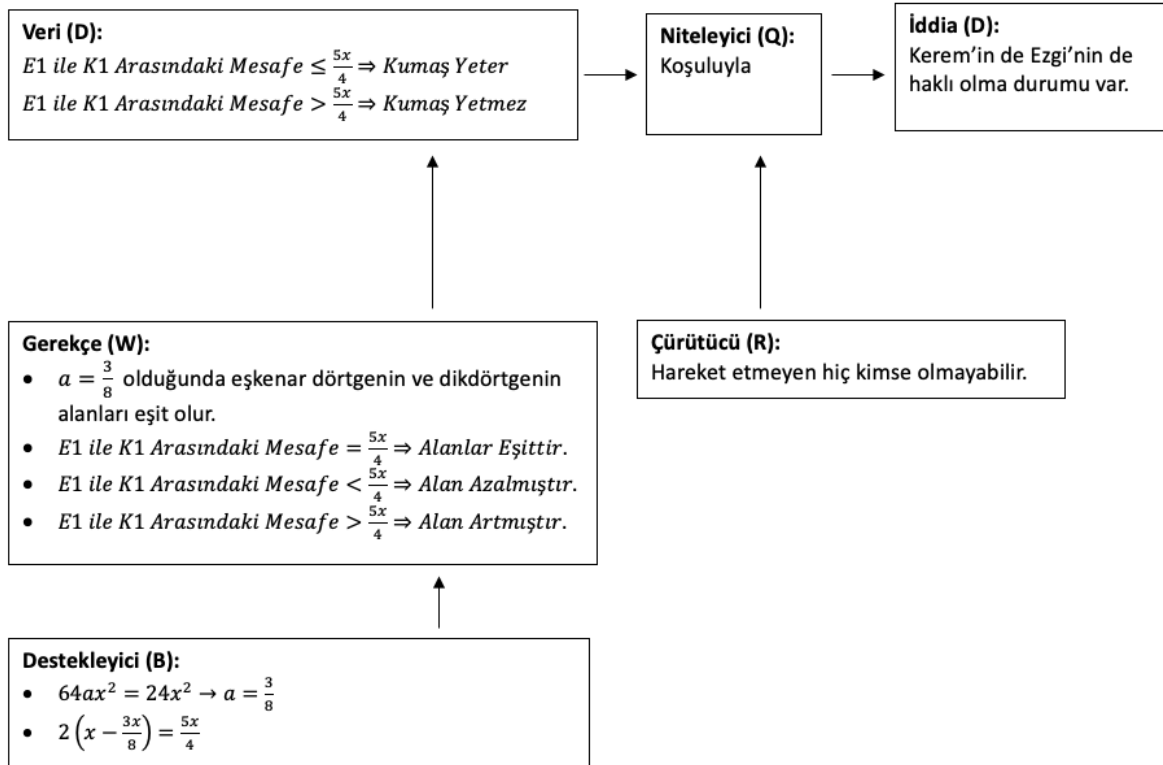 Veri (D):
E1 ile K1 Arasındaki Mesafe ≤ 5x/4 ⇒ Kumaş Yeter
E1 ile K1 Arasındaki Mesafe > 5x/4 ⇒ Kumaş Yetmez
Niteleyici (Q):
Koşuluyla
İddia (D):
Kerem’in de Ezgi’nin de
haklı olma durumu var.
Gerekçe (W):
• a = 3/8 olduğunda eşkenar dörtgenin ve dikdörtgenin
alanları eşit olur.
• E1 ile K1 Arasındaki Mesafe = 5x/4 ⇒ Alanlar Eşittir.
• E1 ile K1 Arasındaki Mesafe < 5x/4 ⇒ Alan Azalmıştır.
• E1 ile K1 Arasındaki Mesafe > 5x/4 ⇒ Alan Artmıştır.
Çürütücü (R):
Hareket etmeyen hiç kimse olmayabilir.
Destekleyici (B):
• 64ax² = 24x² → a = 3/8
• 2(x − 3x/8) = 5x/4